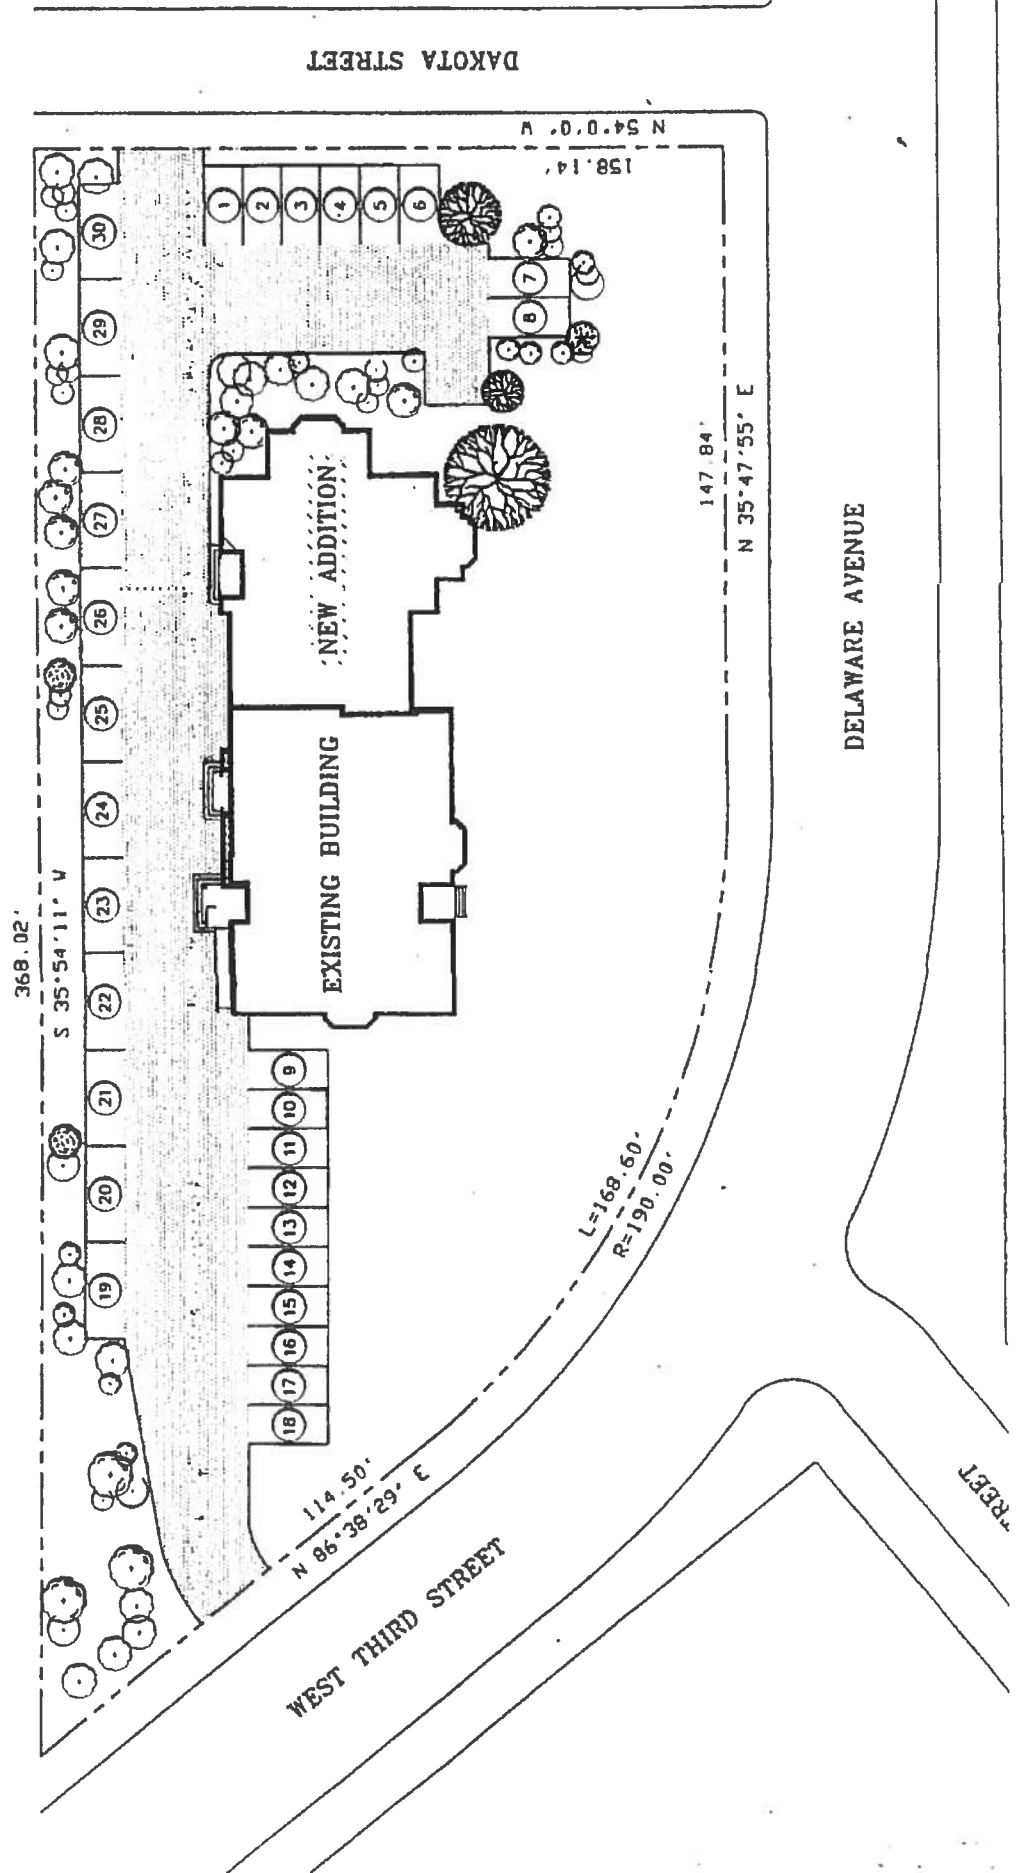 DAKOTA STREET
N 54°0'0" W
158.14'
1
2
3
4
5
6
7
8
30
29
28
27
26
25
24
23
22
21
20
19
NEW ADDITION
EXISTING BUILDING
368.02'
S 35°54'11" W
147.84'
N 35°47'55" E
DELAWARE AVENUE
9
10
11
12
13
14
15
16
17
18
L=168.60'
R=190.00'
114.50'
N 86°38'29" E
WEST THIRD STREET
TREET